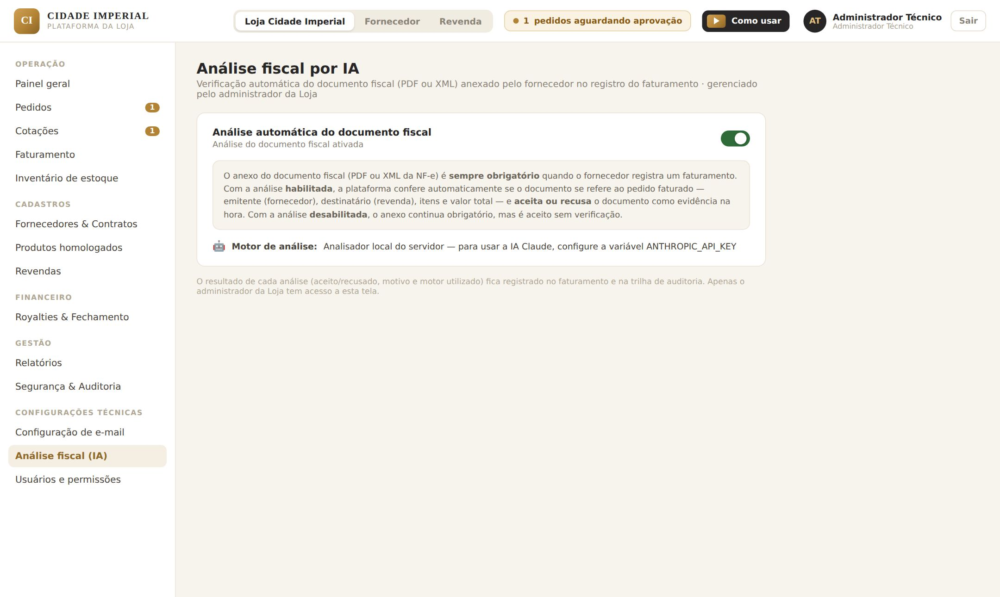 CI
CIDADE IMPERIAL
PLATAFORMA DA LOJA
Loja Cidade Imperial
Fornecedor
Revenda
1 pedidos aguardando aprovação
Como usar
AT
Administrador Técnico
Administrador Técnico
Sair
OPERAÇÃO
Painel geral
Pedidos 1
Cotações 1
Faturamento
Inventário de estoque
CADASTROS
Fornecedores & Contratos
Produtos homologados
Revendas
FINANCEIRO
Royalties & Fechamento
GESTÃO
Relatórios
Segurança & Auditoria
CONFIGURAÇÕES TÉCNICAS
Configuração de e-mail
Análise fiscal (IA)
Usuários e permissões
Análise fiscal por IA
Verificação automática do documento fiscal (PDF ou XML) anexado pelo fornecedor no registro do faturamento · gerenciado
pelo administrador da Loja
Análise automática do documento fiscal
Análise do documento fiscal ativada
O anexo do documento fiscal (PDF ou XML da NF-e) é sempre obrigatório quando o fornecedor registra um faturamento.
Com a análise habilitada, a plataforma confere automaticamente se o documento se refere ao pedido faturado —
emitente (fornecedor), destinatário (revenda), itens e valor total — e aceita ou recusa o documento como evidência na
hora. Com a análise desabilitada, o anexo continua obrigatório, mas é aceito sem verificação.
🤖 Motor de análise: Analisador local do servidor — para usar a IA Claude, configure a variável ANTHROPIC_API_KEY
O resultado de cada análise (aceito/recusado, motivo e motor utilizado) fica registrado no faturamento e na trilha de auditoria. Apenas o
administrador da Loja tem acesso a esta tela.